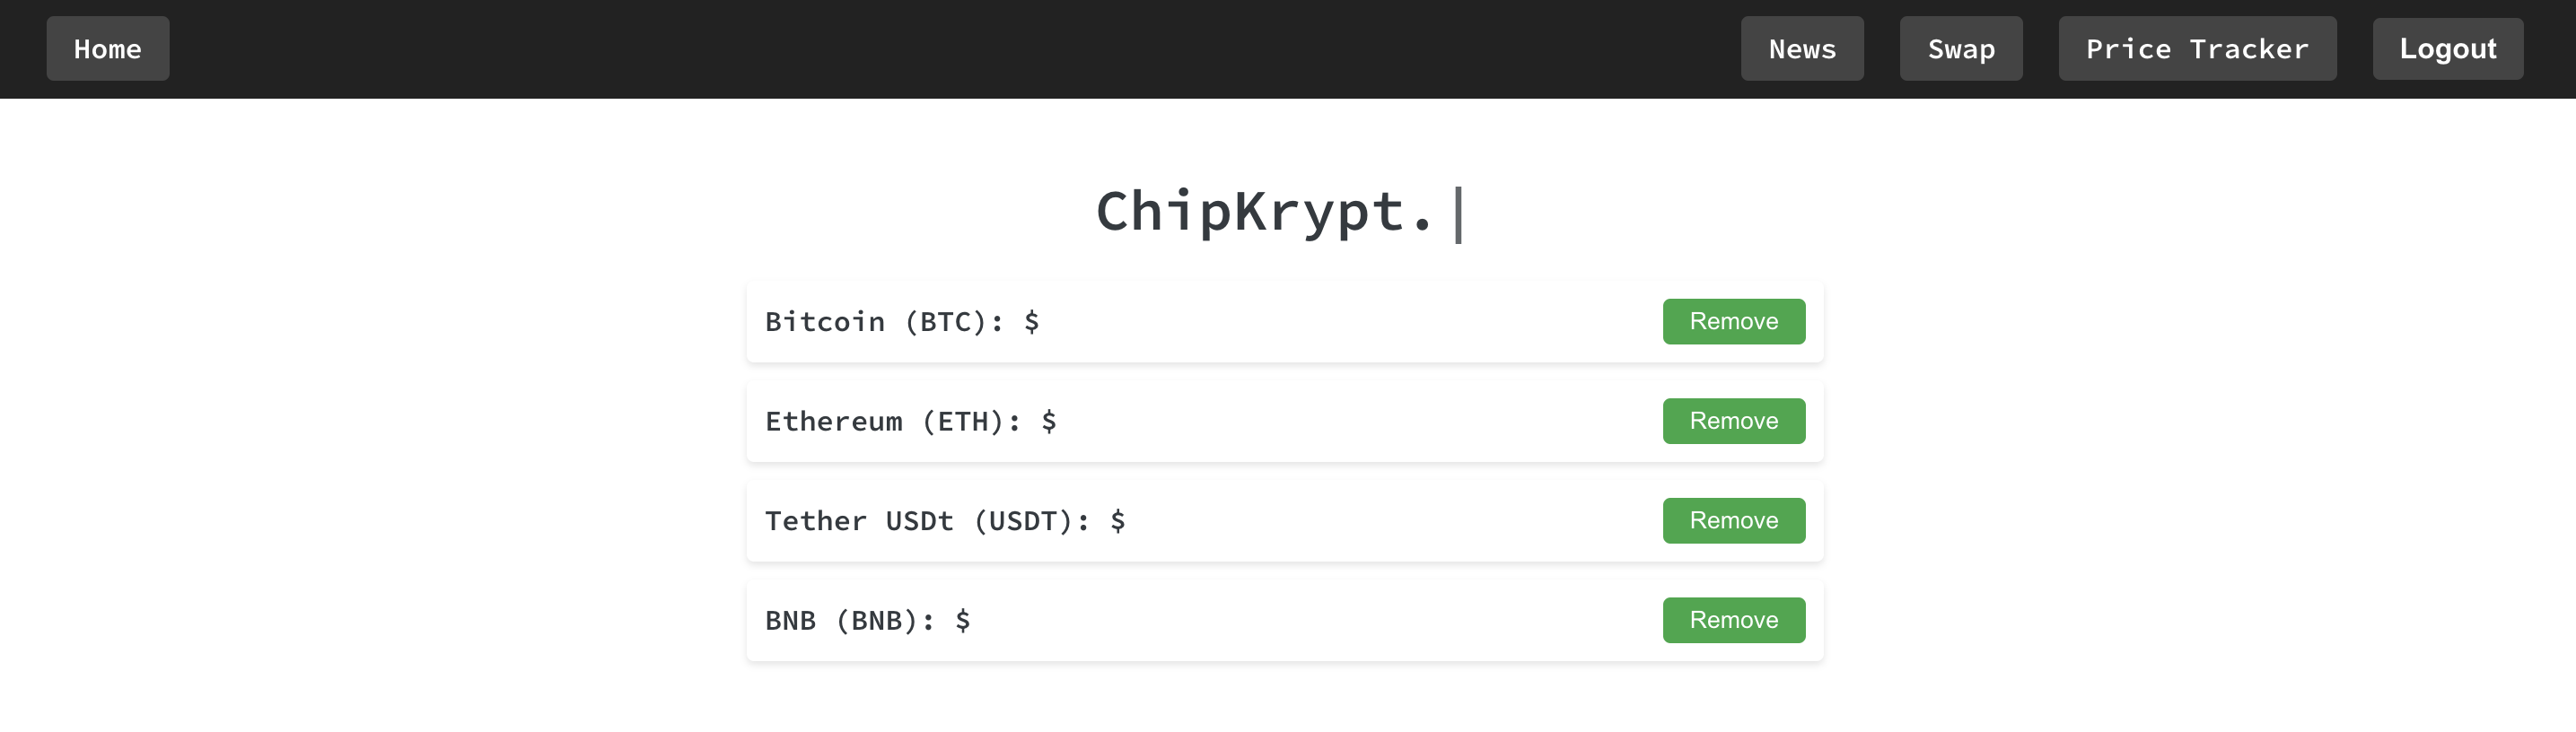 Home News Swap Price Tracker Logout
ChipKrypt.|
Bitcoin (BTC): $ Remove
Ethereum (ETH): $ Remove
Tether USDt (USDT): $ Remove
BNB (BNB): $ Remove